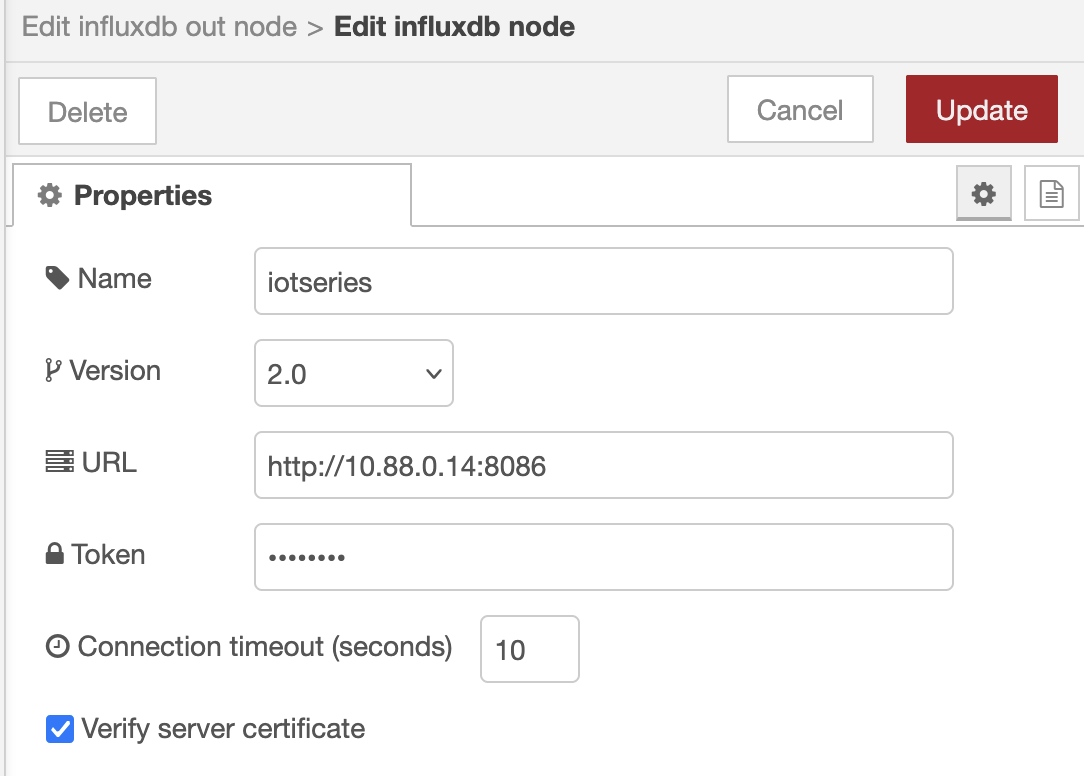 Edit influxdb out node > Edit influxdb node
Delete
Cancel
Update
Properties
Name
iotseries
Version
2.0
URL
http://10.88.0.14:8086
Token
••••••••
Connection timeout (seconds)
10
Verify server certificate